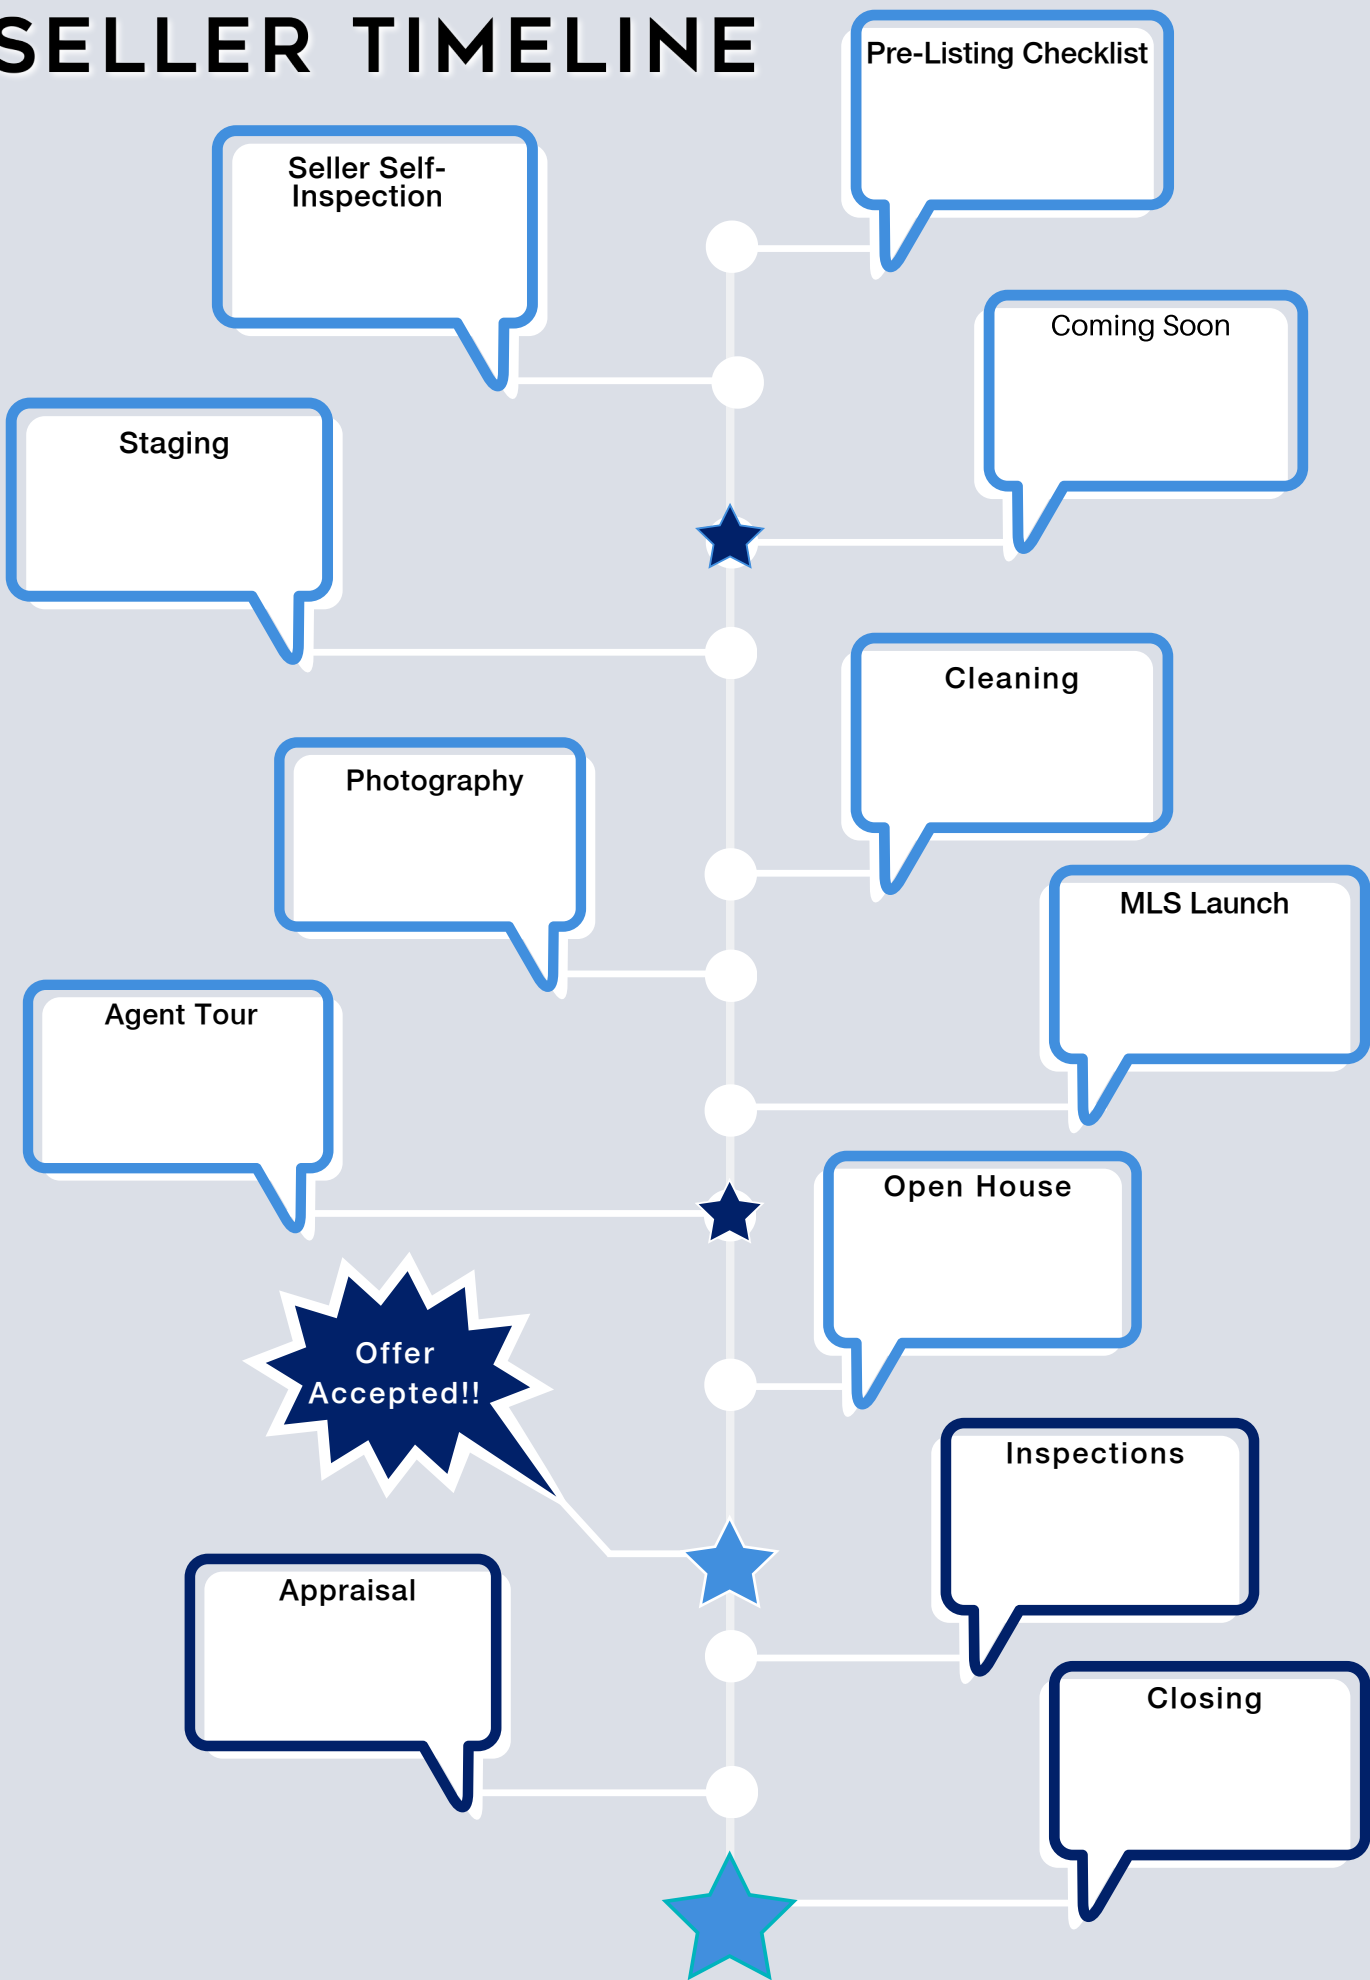 SELLER TIMELINE
Pre-Listing Checklist
Seller Self-
Inspection
Coming Soon
Staging
Cleaning
Photography
MLS Launch
Agent Tour
Open House
Offer
Accepted!!
Inspections
Appraisal
Closing